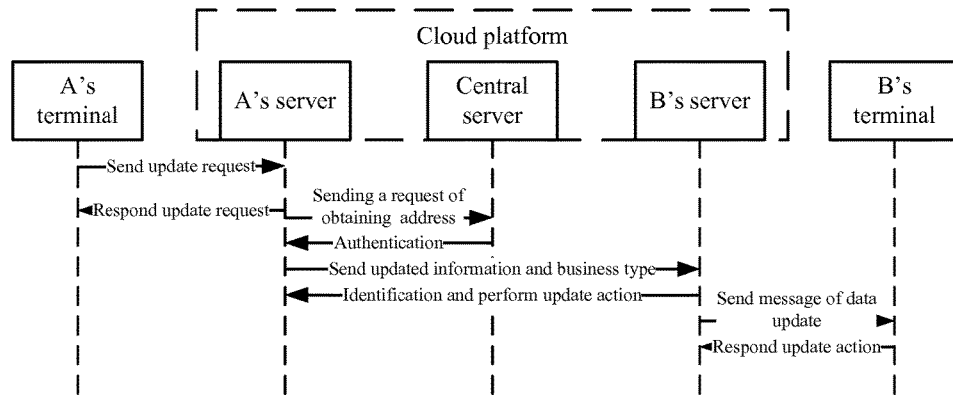 Cloud platform
A's
terminal
A's server
Central
server
B's server
B's
terminal
Send update request
Respond update request
Sending a request of
obtaining address
Authentication
Send updated information and business type
Identification and perform update action
Send message of data
update
Respond update action